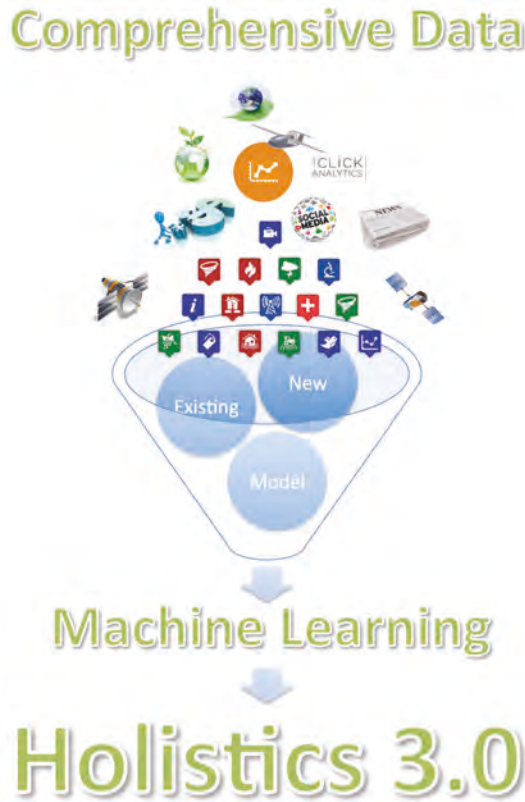 Comprehensive Data
CLICK
ANALYTICS
SOCIAL
MEDIA
NEWS
i
New
Existing
Model
Machine Learning
Holistics 3.0